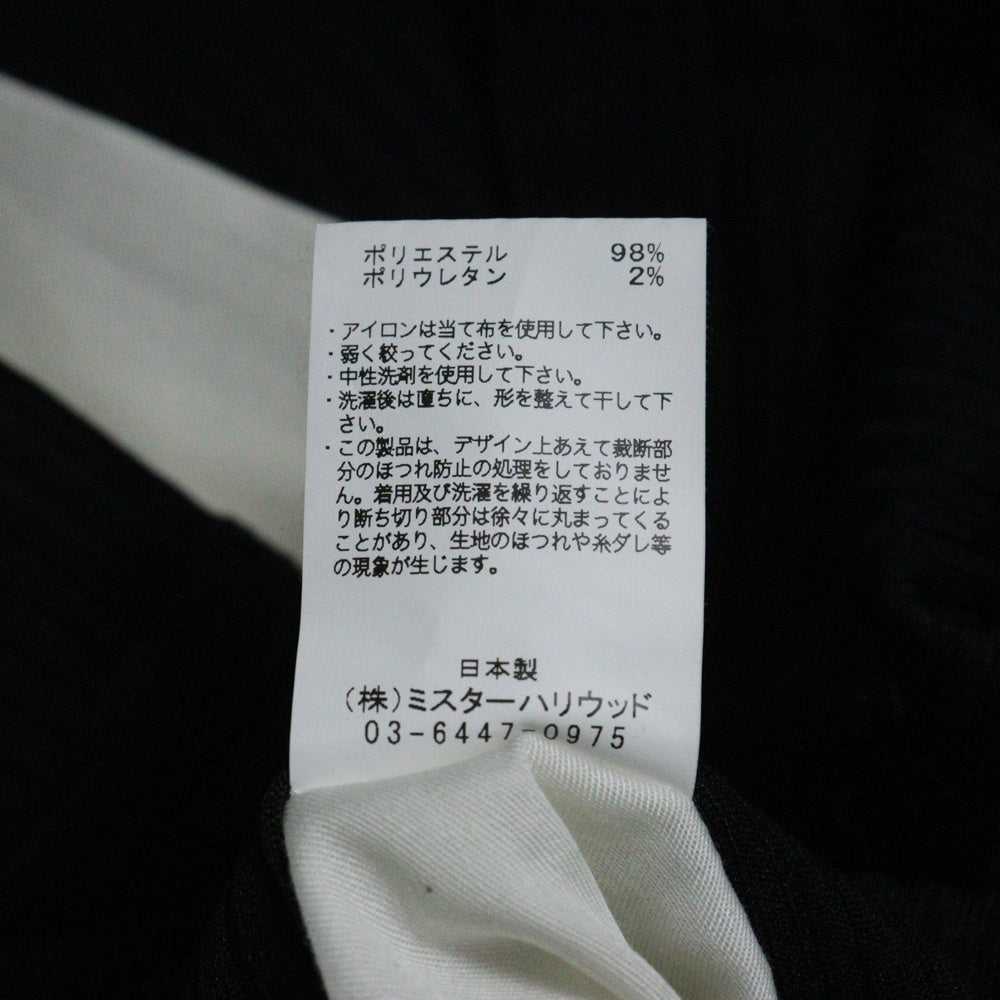 ポリエステル 98%
ポリウレタン 2%
・アイロンは当て布を使用して下さい。
・弱く絞ってください。
・中性洗剤を使用して下さい。
・洗濯後は直ちに、形を整えて干して下
さい。
・この製品は、デザイン上あえて裁断部
分のほつれ防止の処理をしておりませ
ん。着用及び洗濯を繰り返すことによ
り断ち切り部分は徐々に丸まってくる
ことがあり、生地のほつれや糸ダレ等
の現象が生じます。
日本製
(株)ミスターハリウッド
03-6447-0975